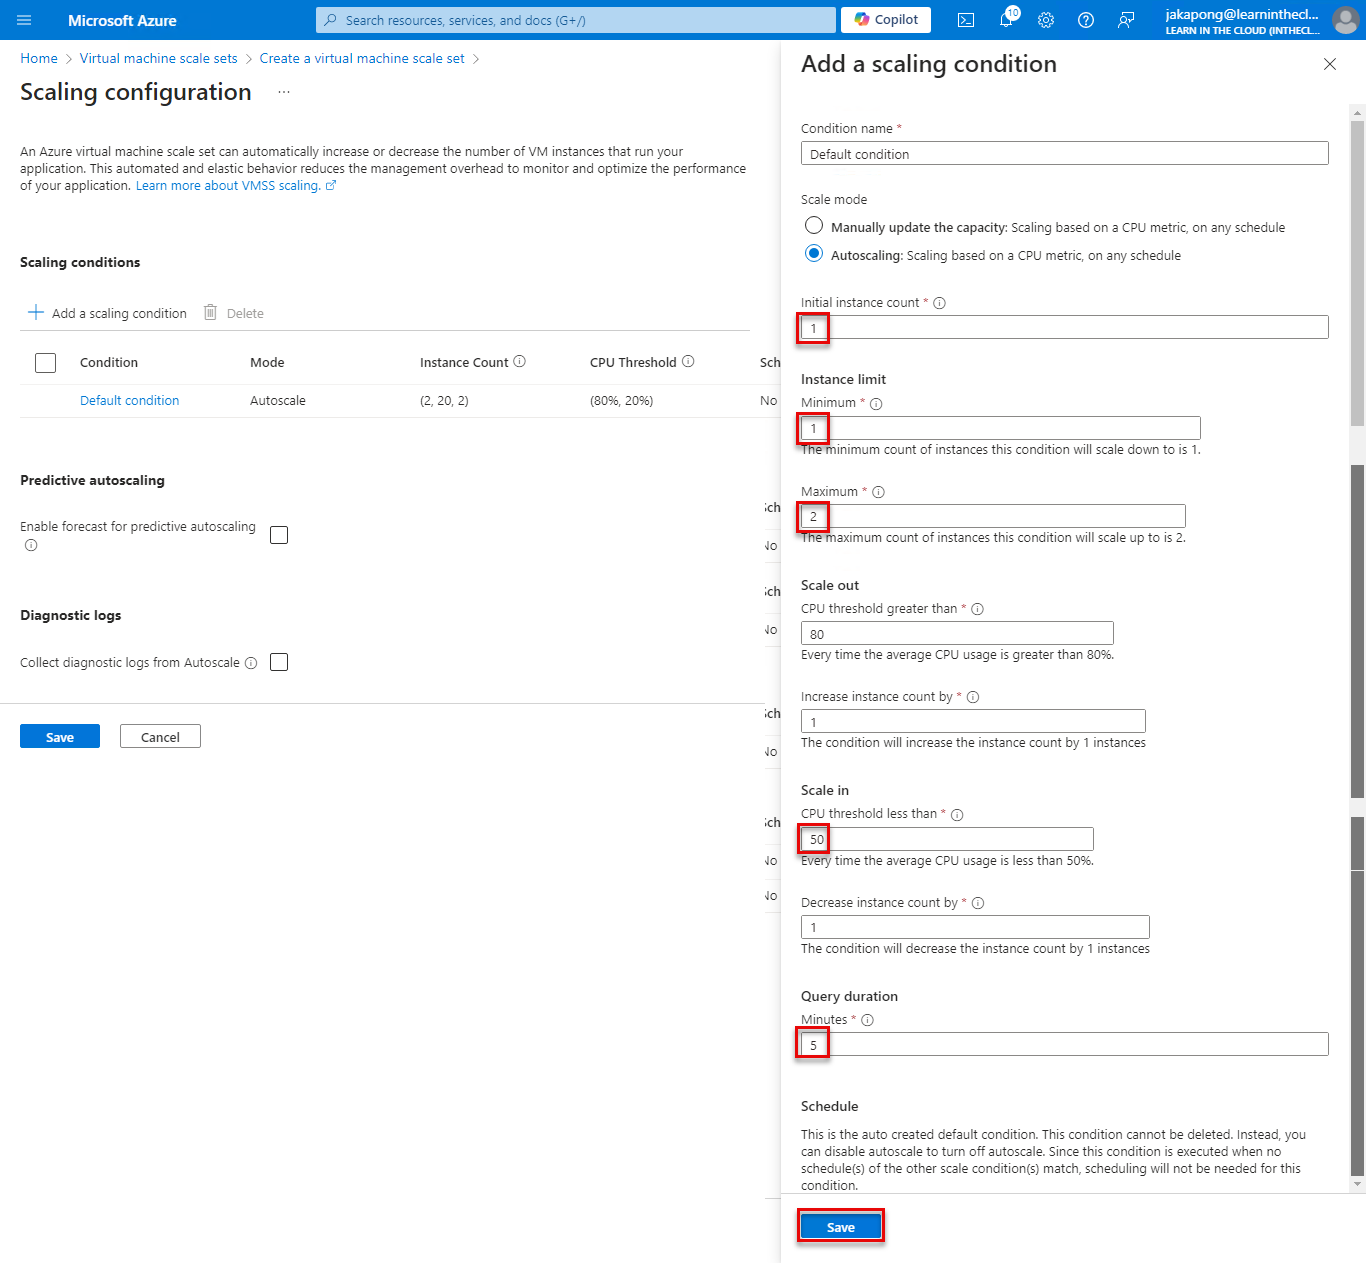 Microsoft Azure
Search resources, services, and docs (G+/)
Copilot
10
jakapong@learninthecl...
LEARN IN THE CLOUD (INTHECL...
Home > Virtual machine scale sets > Create a virtual machine scale set >
Scaling configuration ...
An Azure virtual machine scale set can automatically increase or decrease the number of VM instances that run your
application. This automated and elastic behavior reduces the management overhead to monitor and optimize the performance
of your application. Learn more about VMSS scaling.
Scaling conditions
Add a scaling condition
Delete
Condition
Mode
Instance Count
CPU Threshold
Sch
Default condition
Autoscale
(2, 20, 2)
(80%, 20%)
No
Predictive autoscaling
Enable forecast for predictive autoscaling
Diagnostic logs
Collect diagnostic logs from Autoscale
Save
Cancel
Sch
No
Sch
No
Sch
No
Sch
No
No
Add a scaling condition
Condition name *
Default condition
Scale mode
Manually update the capacity: Scaling based on a CPU metric, on any schedule
Autoscaling: Scaling based on a CPU metric, on any schedule
Initial instance count *
1
Instance limit
Minimum *
1
The minimum count of instances this condition will scale down to is 1.
Maximum *
2
The maximum count of instances this condition will scale up to is 2.
Scale out
CPU threshold greater than *
80
Every time the average CPU usage is greater than 80%.
Increase instance count by *
1
The condition will increase the instance count by 1 instances
Scale in
CPU threshold less than *
50
Every time the average CPU usage is less than 50%.
Decrease instance count by *
1
The condition will decrease the instance count by 1 instances
Query duration
Minutes *
5
Schedule
This is the auto created default condition. This condition cannot be deleted. Instead, you
can disable autoscale to turn off autoscale. Since this condition is executed when no
schedule(s) of the other scale condition(s) match, scheduling will not be needed for this
condition.
Save